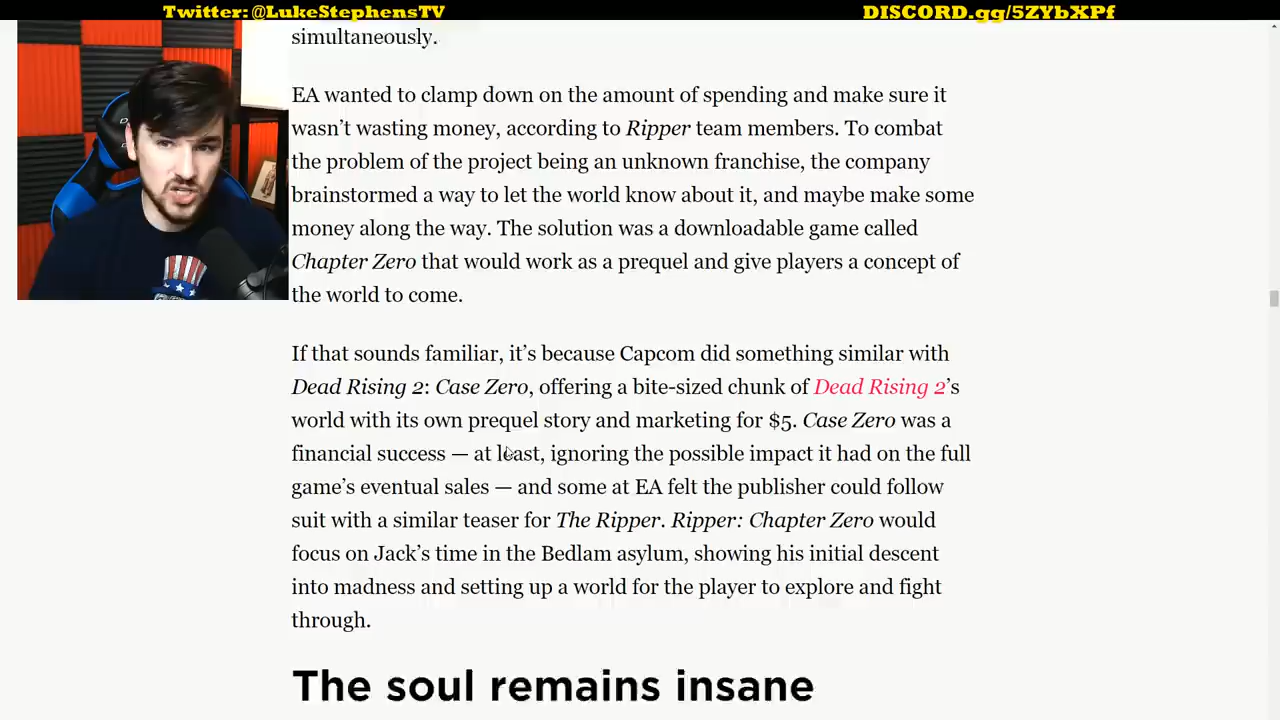 Twitter:@LukeStephensTV
DISCORD.gg/5ZYbXPf
simultaneously.
EA wanted to clamp down on the amount of spending and make sure it
wasn’t wasting money, according to Ripper team members. To combat
the problem of the project being an unknown franchise, the company
brainstormed a way to let the world know about it, and maybe make some
money along the way. The solution was a downloadable game called
Chapter Zero that would work as a prequel and give players a concept of
the world to come.
If that sounds familiar, it’s because Capcom did something similar with
Dead Rising 2: Case Zero, offering a bite-sized chunk of Dead Rising 2’s
world with its own prequel story and marketing for $5. Case Zero was a
financial success — at least, ignoring the possible impact it had on the full
game’s eventual sales — and some at EA felt the publisher could follow
suit with a similar teaser for The Ripper. Ripper: Chapter Zero would
focus on Jack’s time in the Bedlam asylum, showing his initial descent
into madness and setting up a world for the player to explore and fight
through.
The soul remains insane